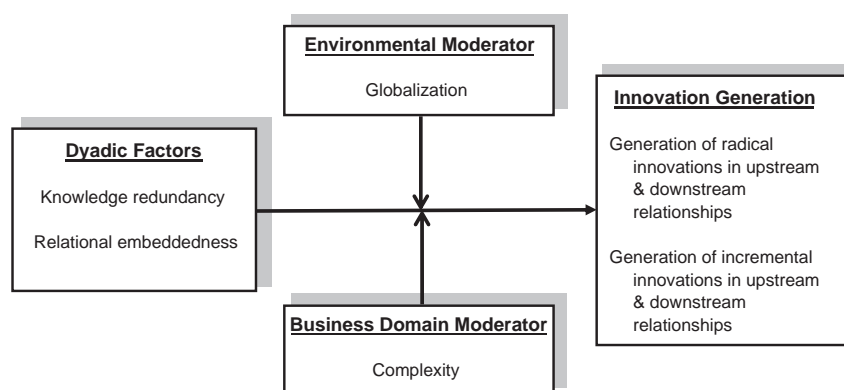 Environmental Moderator
Globalization
Dyadic Factors
Knowledge redundancy
Relational embeddedness
Business Domain Moderator
Complexity
Innovation Generation
Generation of radical
innovations in upstream
& downstream
relationships
Generation of incremental
innovations in upstream
& downstream
relationships